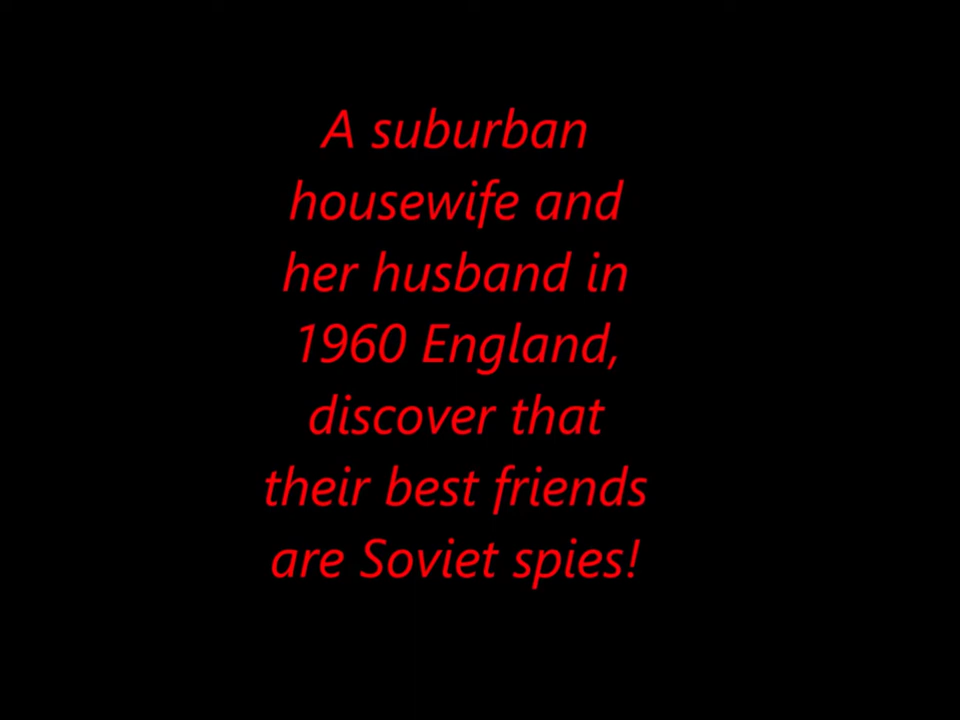 A suburban
housewife and
her husband in
1960 England,
discover that
their best friends
are Soviet spies!